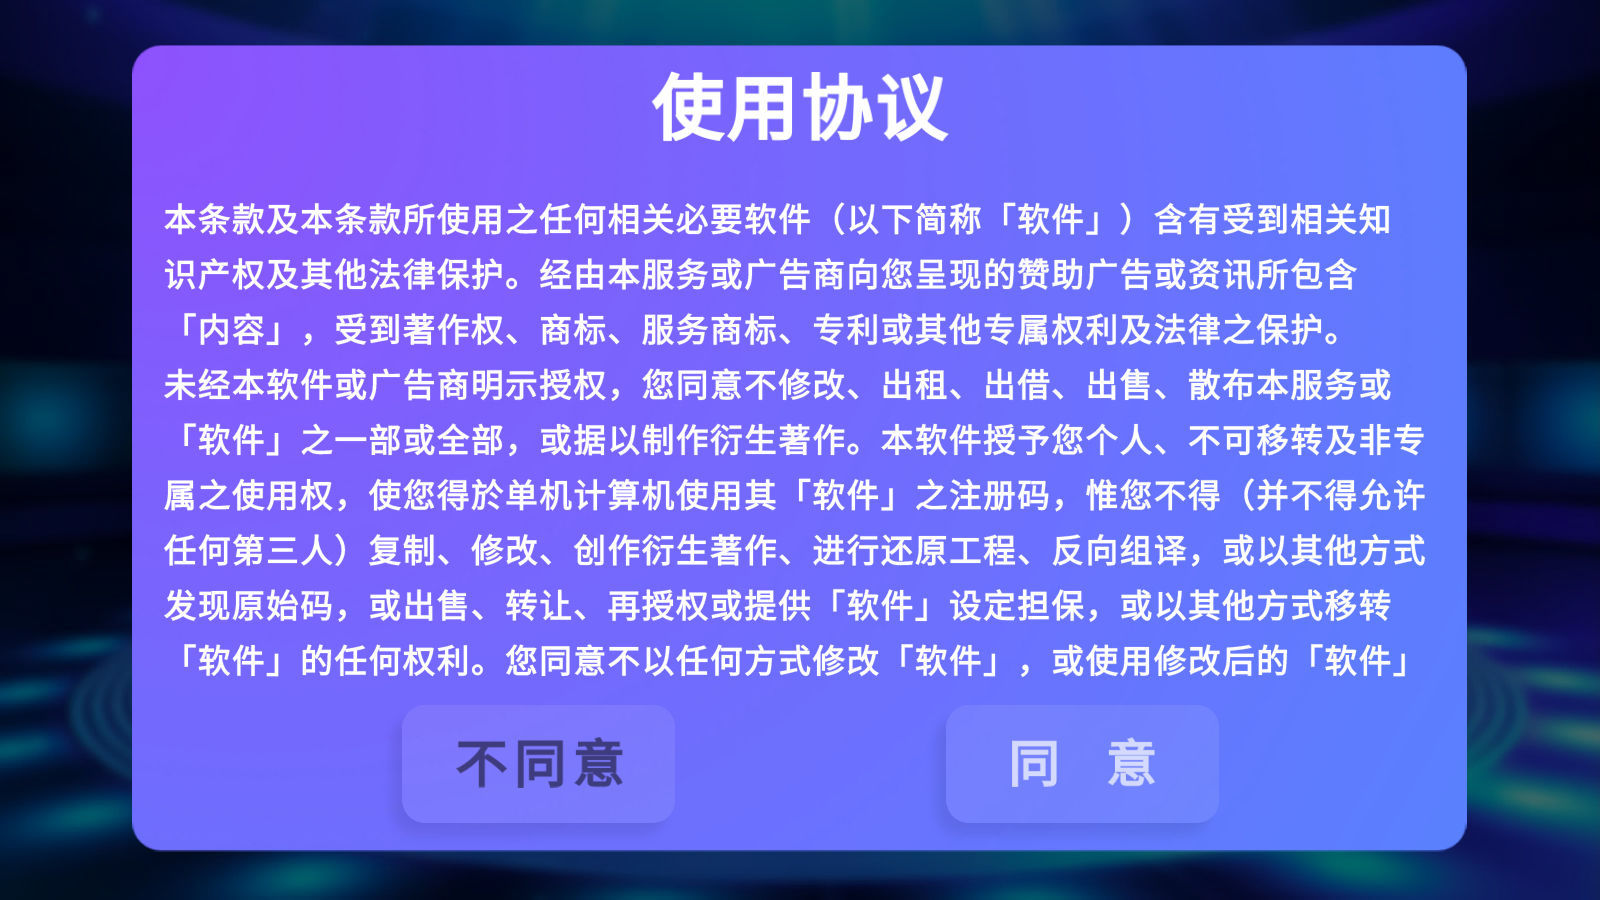 使用协议
本条款及本条款所使用之任何相关必要软件（以下简称「软件」）含有受到相关知
识产权及其他法律保护。经由本服务或广告商向您呈现的赞助广告或资讯所包含
「内容」，受到著作权、商标、服务商标、专利或其他专属权利及法律之保护。
未经本软件或广告商明示授权，您同意不修改、出租、出借、出售、散布本服务或
「软件」之一部或全部，或据以制作衍生著作。本软件授予您个人、不可移转及非专
属之使用权，使您得於单机计算机使用其「软件」之注册码，惟您不得（并不得允许
任何第三人）复制、修改、创作衍生著作、进行还原工程、反向组译，或以其他方式
发现原始码，或出售、转让、再授权或提供「软件」设定担保，或以其他方式移转
「软件」的任何权利。您同意不以任何方式修改「软件」，或使用修改后的「软件」
不同意
同 意